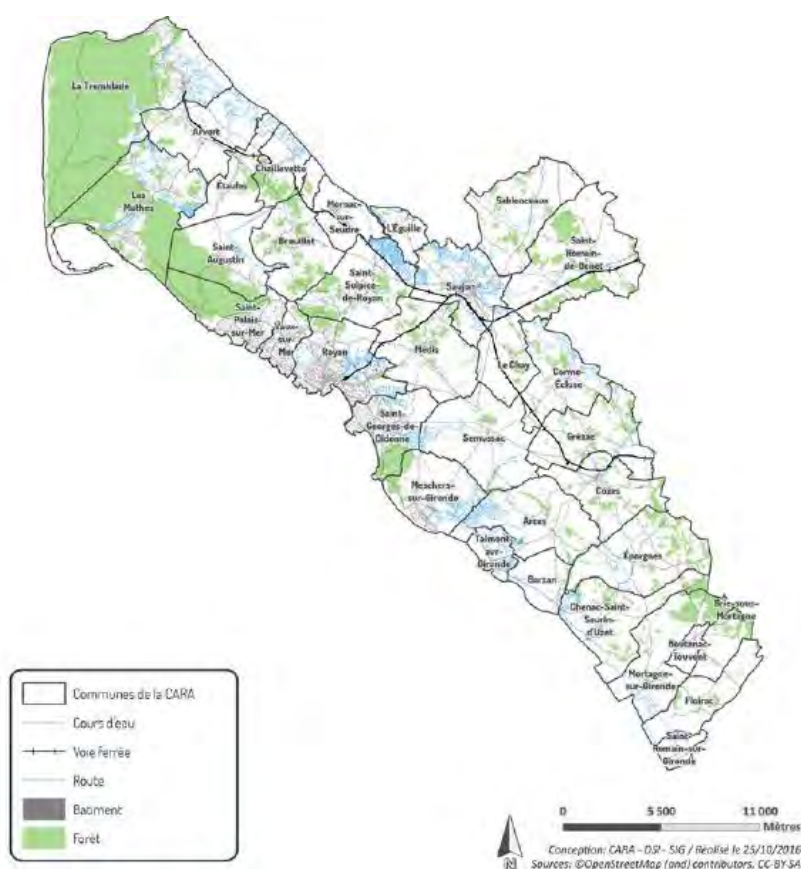 La Tremblade
Arvert
Chaillevette
Étaules
Les
Mathes
Mornac-
sur-
Seudre
L'Éguille
Sablonceaux
Saint-
Romain-
de-Benet
Breuillet
Saint-
Augustin
Saint-
Sulpice-
de-Royan
Saujon
Saint-
Palais-
sur-Mer
Vaux-
sur-
Mer
Royan
Médis
Le Chay
Corme-
Écluse
Saint-
Georges-de-
Didonne
Semussac
Grézac
Meschers-
sur-Gironde
Cozes
Arces
Talmont
sur-
Gironde
Épargnes
Barzan
Chenac-Saint-
Seurin-
d'Uzet
Brie-sous-
Mortagne
Boutenac-
Touvent
Mortagne-
sur-Gironde
Floirac
Saint-
Romain-sur-
Gironde
Communes de la CARA
Cours d'eau
Voie Ferrée
Route
Batiment
Forêt
0 5 500 11 000
Mètres
N
Conception: CARA - DSI - SIG / Réalisé le 25/10/2016
Sources: ©OpenStreetMap (and) contributors, CC-BY-SA